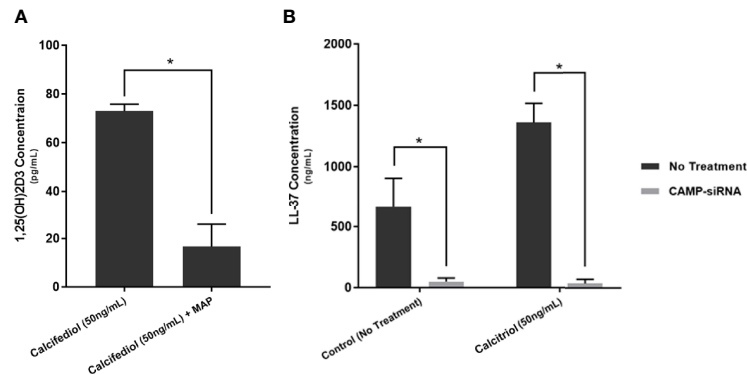 A
B
100
80
60
40
20
0
1,25(OH)2D3 Concentraion
(pg/mL)
*
Calcifediol (50ng/mL)
Calcifediol (50ng/mL) + MAP
2000
1500
1000
500
0
LL-37 Concentration
(ng/mL)
*
*
Control (No Treatment)
Calcitriol (50ng/mL)
No Treatment
CAMP-siRNA